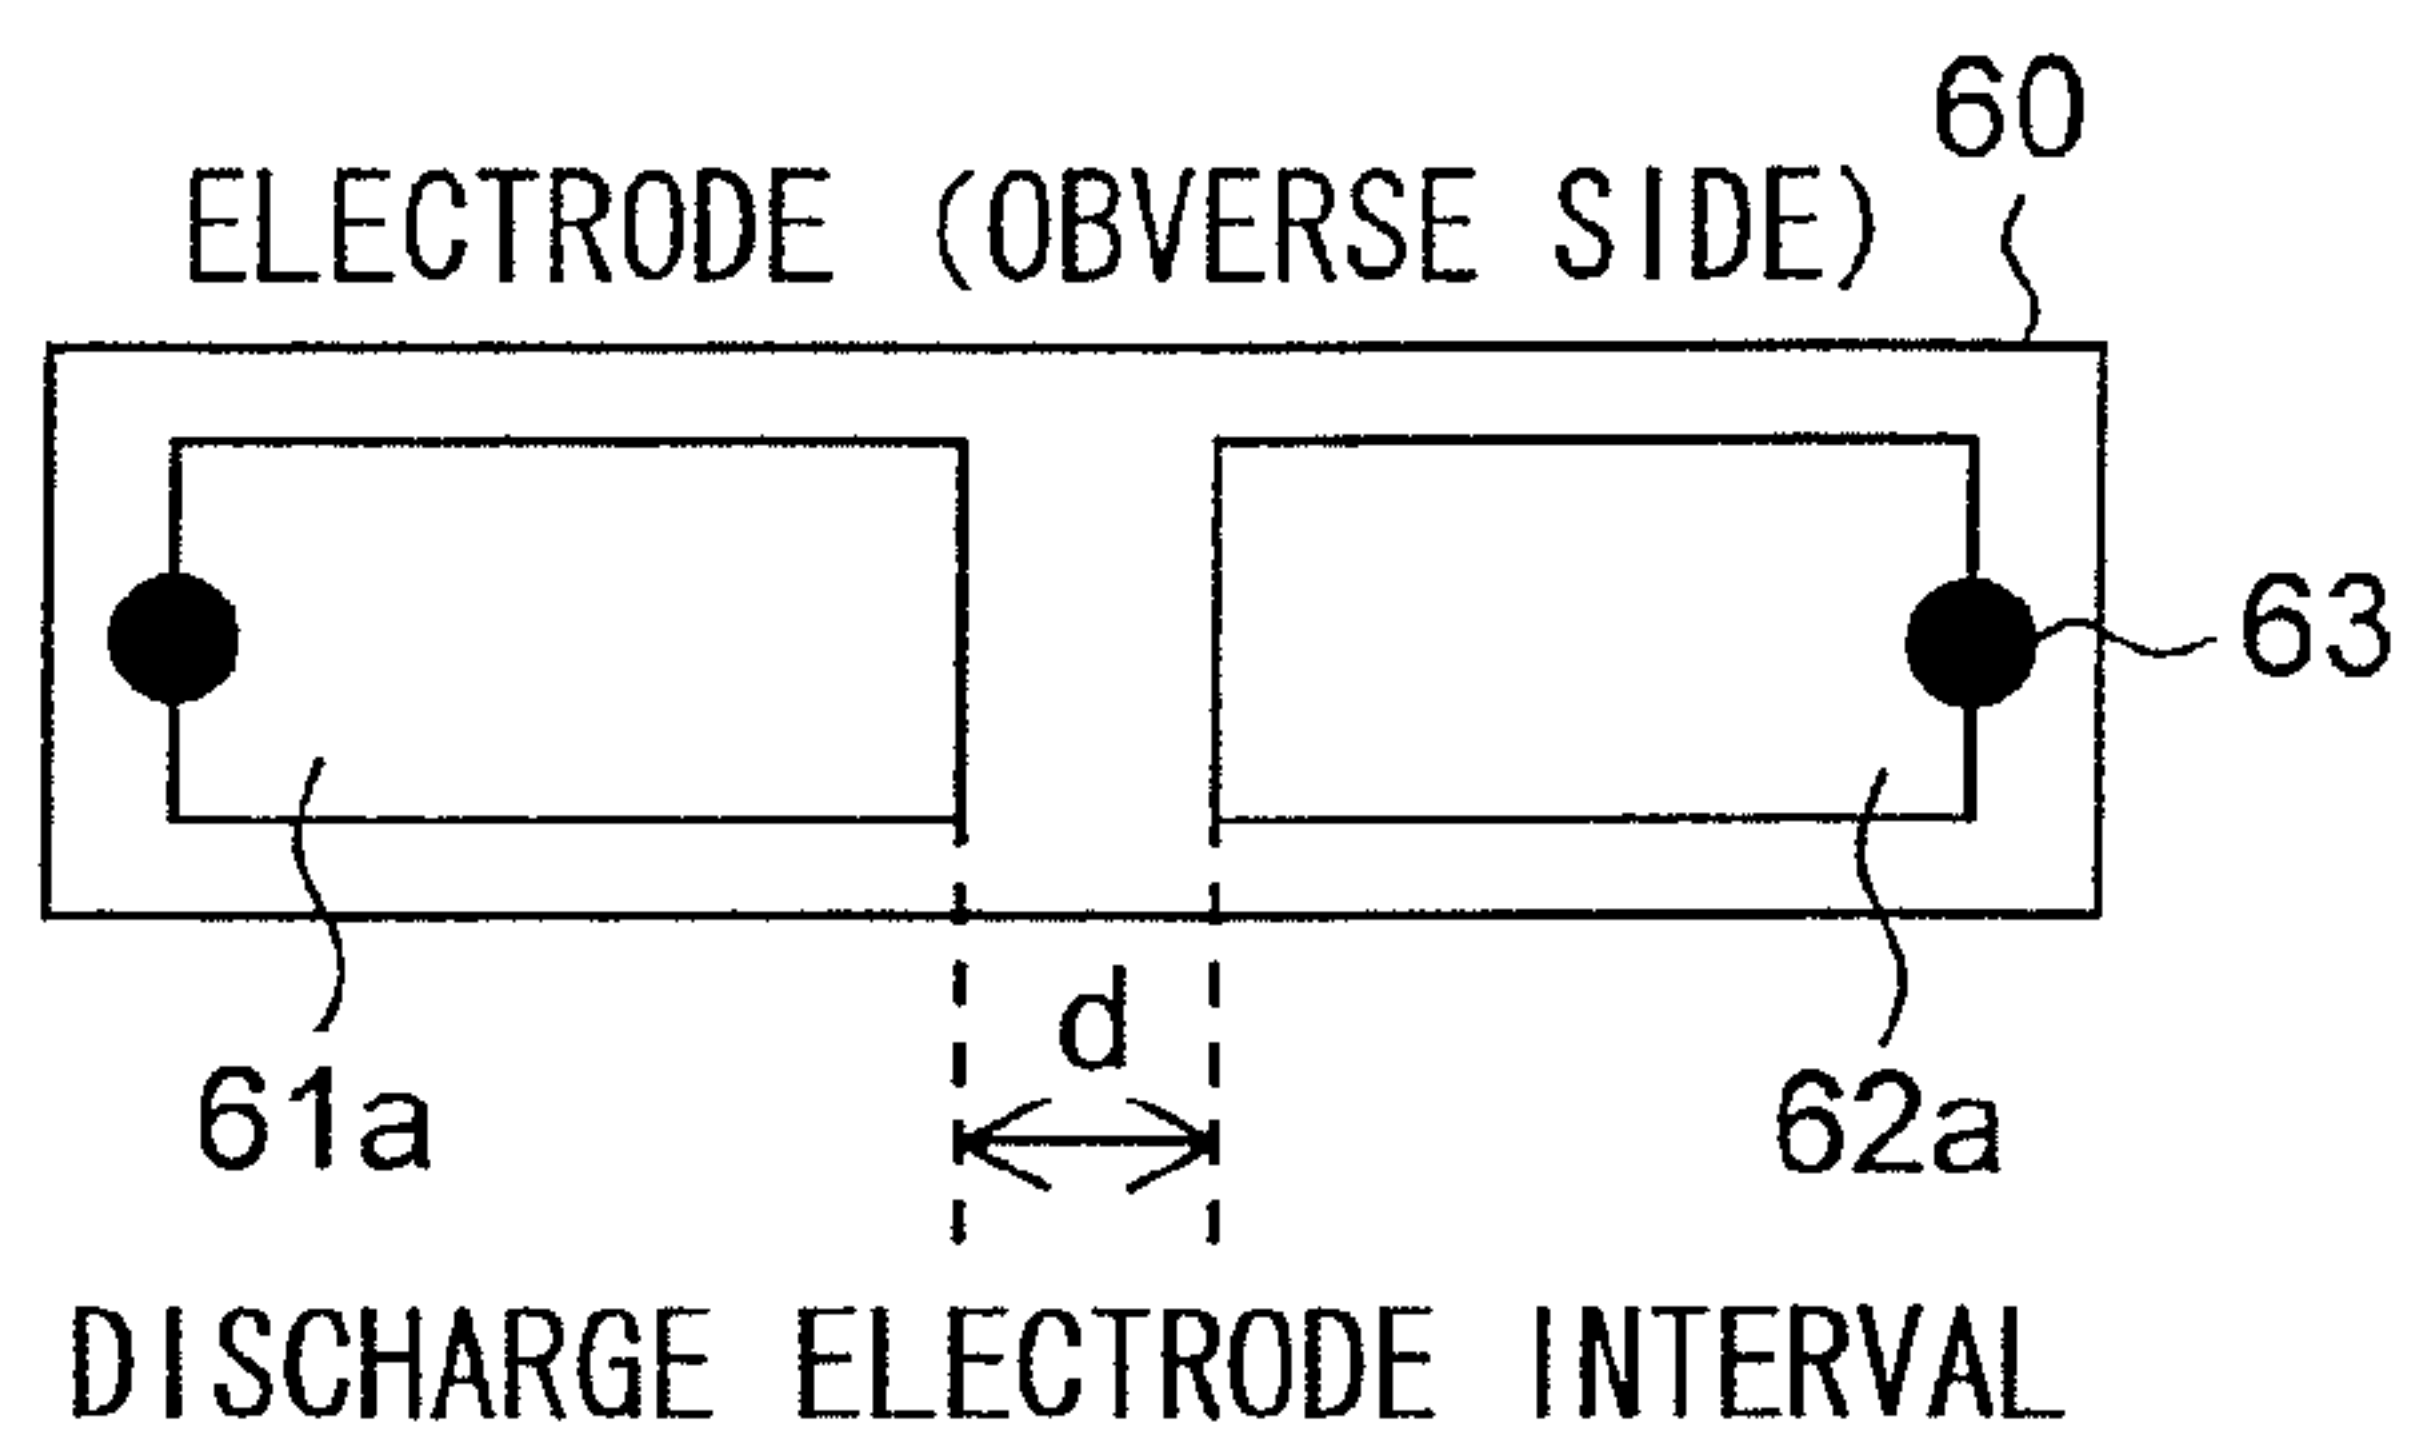 60
ELECTRODE (OBVERSE SIDE)
63
d
61a
62a
DISCHARGE ELECTRODE INTERVAL